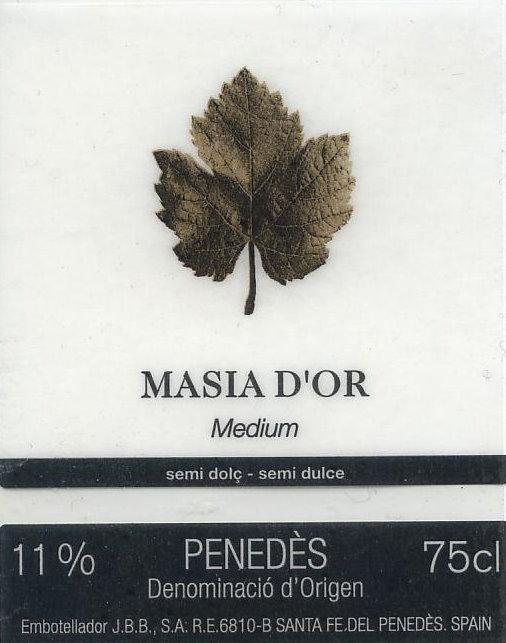 MASIA D'OR
Medium
semi dolç - semi dulce
11% PENEDÈS 75cl
Denominació d'Origen
Embotellador J.B.B., S.A. R.E.6810-B SANTA FE.DEL PENEDÈS. SPAIN